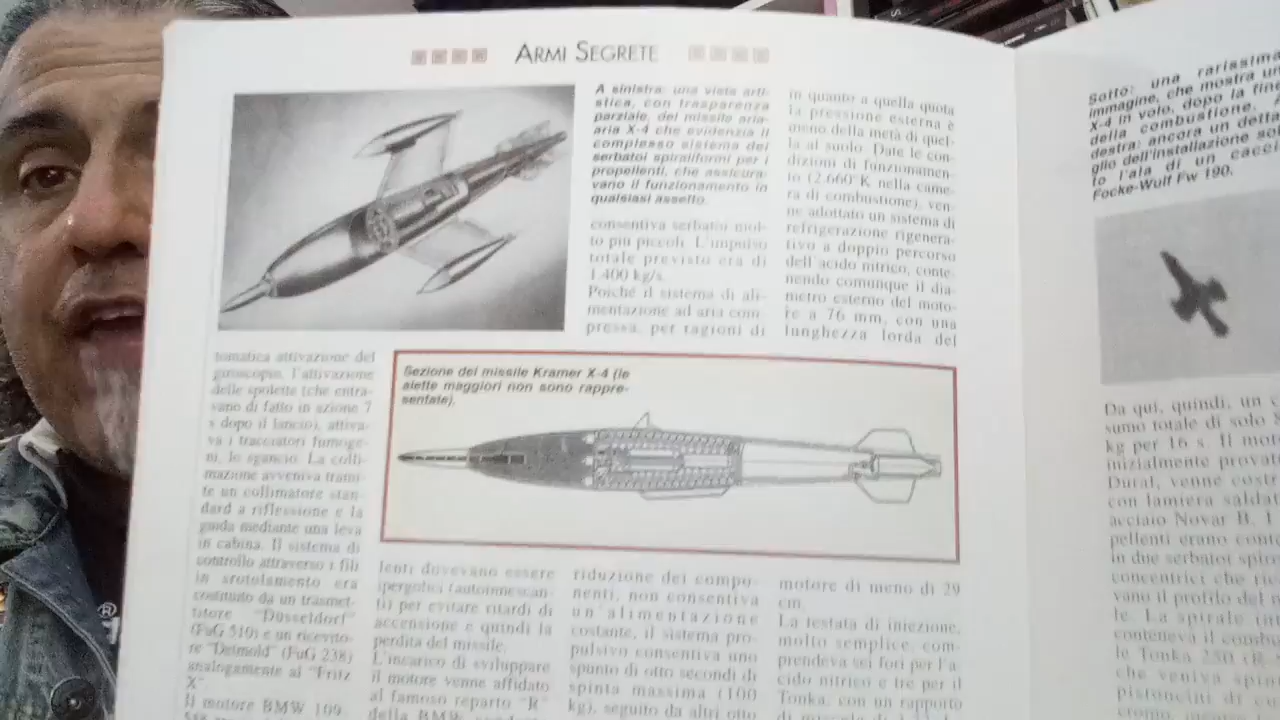 ARMI SEGRETE
A sinistra: una vista arti-
stica, con trasparenza
parziale, del missile aria-
aria X-4 che evidenzia il
complesso sistema dei
serbatoi spiraliformi per i
propellenti, che assicura-
vano il funzionamento in
qualsiasi assetto.
consentiva serbatoi mol-
to più piccoli. L'impulso
totale previsto era di
1.400 kg/s.
Poiché il sistema di ali-
mentazione ad aria com-
pressa, per ragioni di
in quanto a quella quota
la pressione esterna è
meno della metà di quel-
la al suolo. Date le con-
dizioni di funzionamen-
to (2.660°K nella came-
ra di combustione), ven-
ne adottato un sistema di
refrigerazione rigenera-
tivo a doppio percorso
dell'acido nitrico, conte-
nendo comunque il dia-
metro esterno del moto-
re a 76 mm, con una
lunghezza lorda del
tomatica attivazione del
giroscopio, l'attivazione
delle spolette (che entra-
vano di fatto in azione 7
s dopo il lancio), attiva-
va i tracciatori fumoge-
ni, lo sgancio. La colli-
mazione avveniva trami-
te un collimatore stan-
dard a riflessione e la
guida mediante una leva
in cabina. Il sistema di
controllo attraverso i fili
in srotolamento era
costituito da un trasmet-
titore "Düsseldorf"
(FuG 510) e un ricevito-
re "Detmold" (FuG 238)
analogamente al "Fritz
X".
Il motore BMW 109-
Sezione del missile Kramer X-4 (le
alette maggiori non sono rappre-
sentate).
lenti dovevano essere
ipergolici (autoinnescan-
ti) per evitare ritardi di
accensione e quindi la
perdita del missile.
L'incarico di sviluppare
il motore venne affidato
al famoso reparto "R"
della BMW
riduzione dei compo-
nenti, non consentiva
un'alimentazione
costante, il sistema pro-
pulsivo consentiva uno
spunto di otto secondi di
spinta massima (100
kg), seguito da altri otto
motore di meno di 29
cm.
La testata di iniezione,
molto semplice, com-
prendeva sei fori per l'a-
cido nitrico e tre per il
Tonka, con un rapporto
Sotto: una rarissima
immagine, che mostra un
X-4 in volo, dopo la fine
della combustione. A
destra: ancora un detta-
glio dell'installazione
l'ala di un
Focke-Wulf Fw 190.
Da qui, quindi, un
sumo totale di solo
kg per 16 s. Il
inizialmente
Dural, venne
con lamiera
acciaio Novar B. I
pellenti erano
in due serbatoi
concentrici che
vano il profilo del
le. La spirale
conteneva il
le Tonka 250
che veniva
®